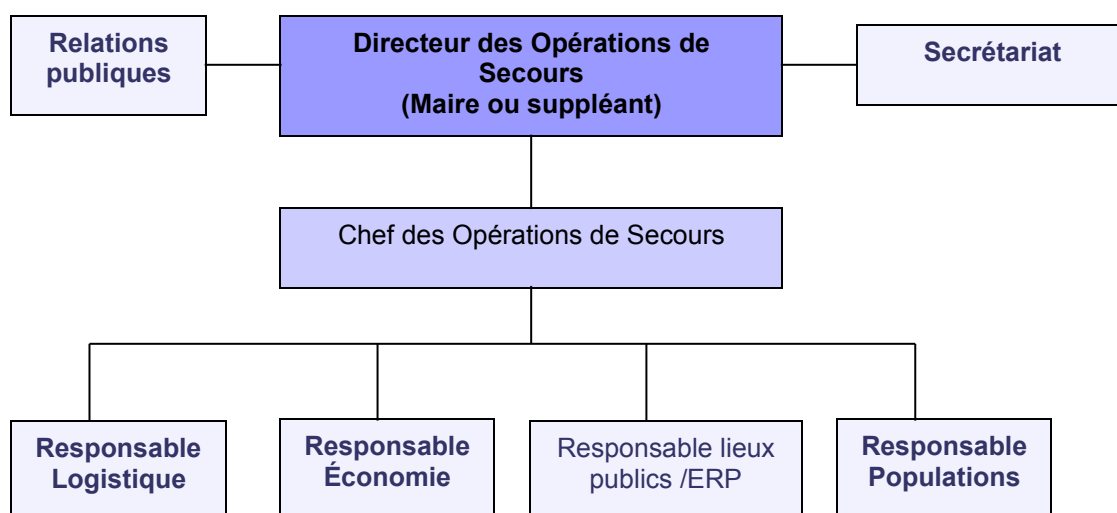 Relations
publiques
Directeur des Opérations de
Secours
(Maire ou suppléant)
Secrétariat
Chef des Opérations de Secours
Responsable
Logistique
Responsable
Économie
Responsable lieux
publics /ERP
Responsable
Populations